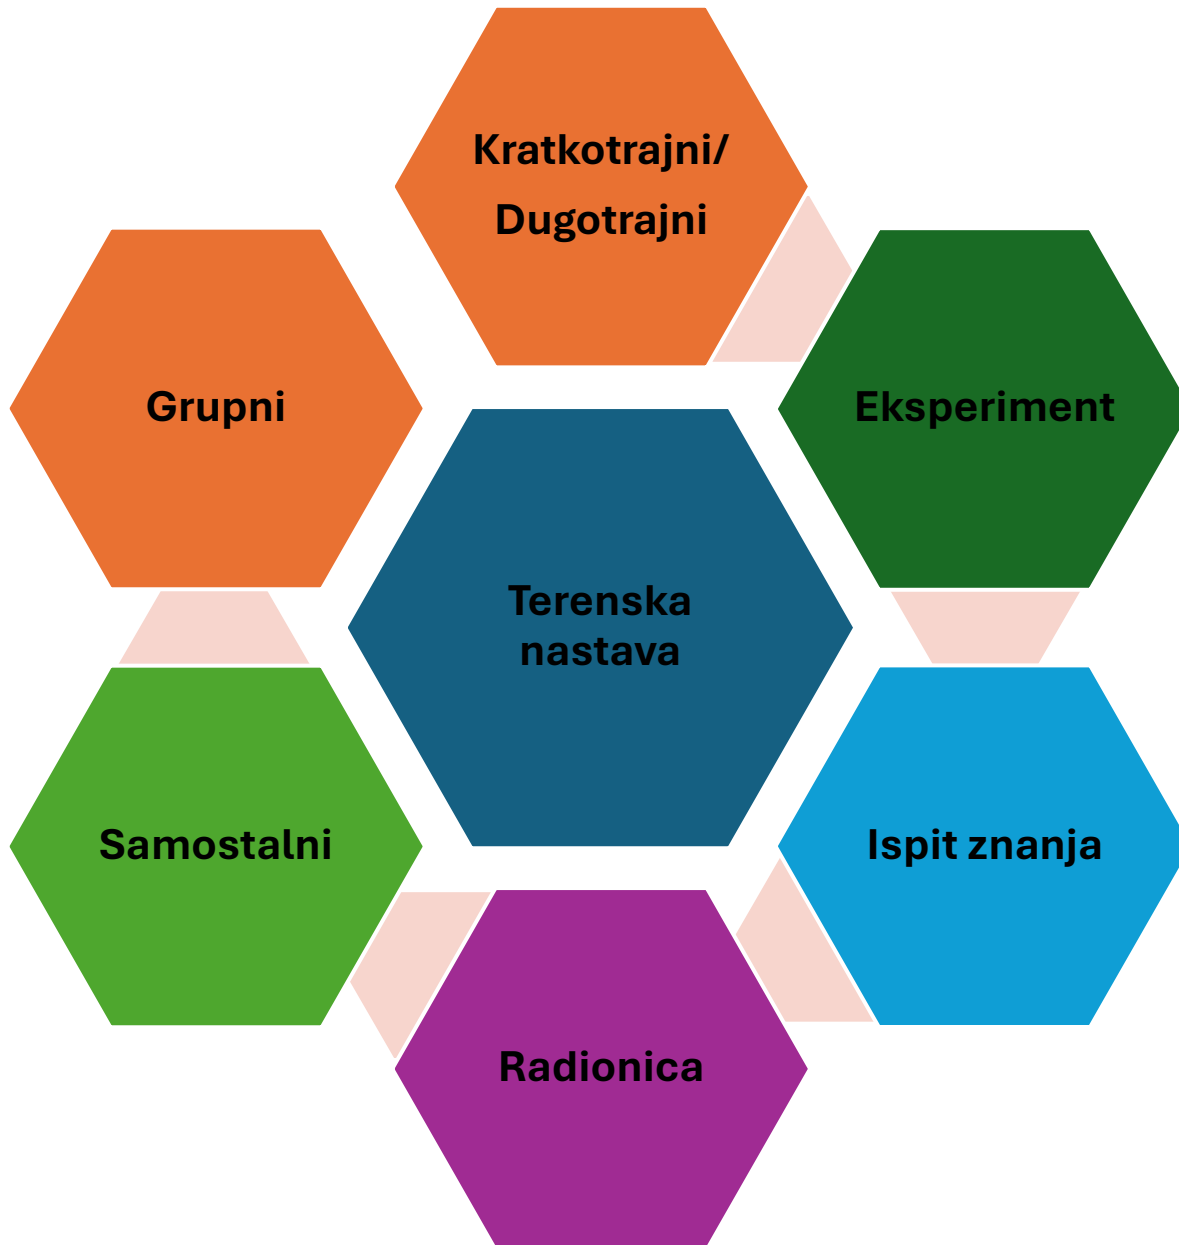 Kratkotrajni/
Dugotrajni
Grupni
Eksperiment
Terenska
nastava
Samostalni
Ispit znanja
Radionica